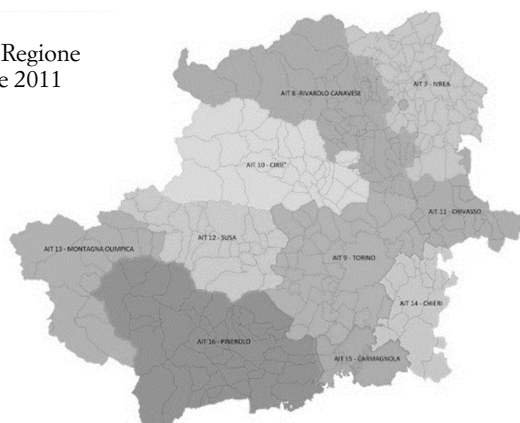 Regione
e 2011
AIT 7 - IVREA
AIT 8 -RIVAROLO CANAVESE
AIT 10 - CIRIE'
AIT 11 - CHIVASSO
AIT 12 - SUSA
AIT 13 - MONTAGNA OLIMPICA
AIT 9 - TORINO
AIT 14 - CHIERI
AIT 16 - PINEROLO
AIT 15 - CARMAGNOLA